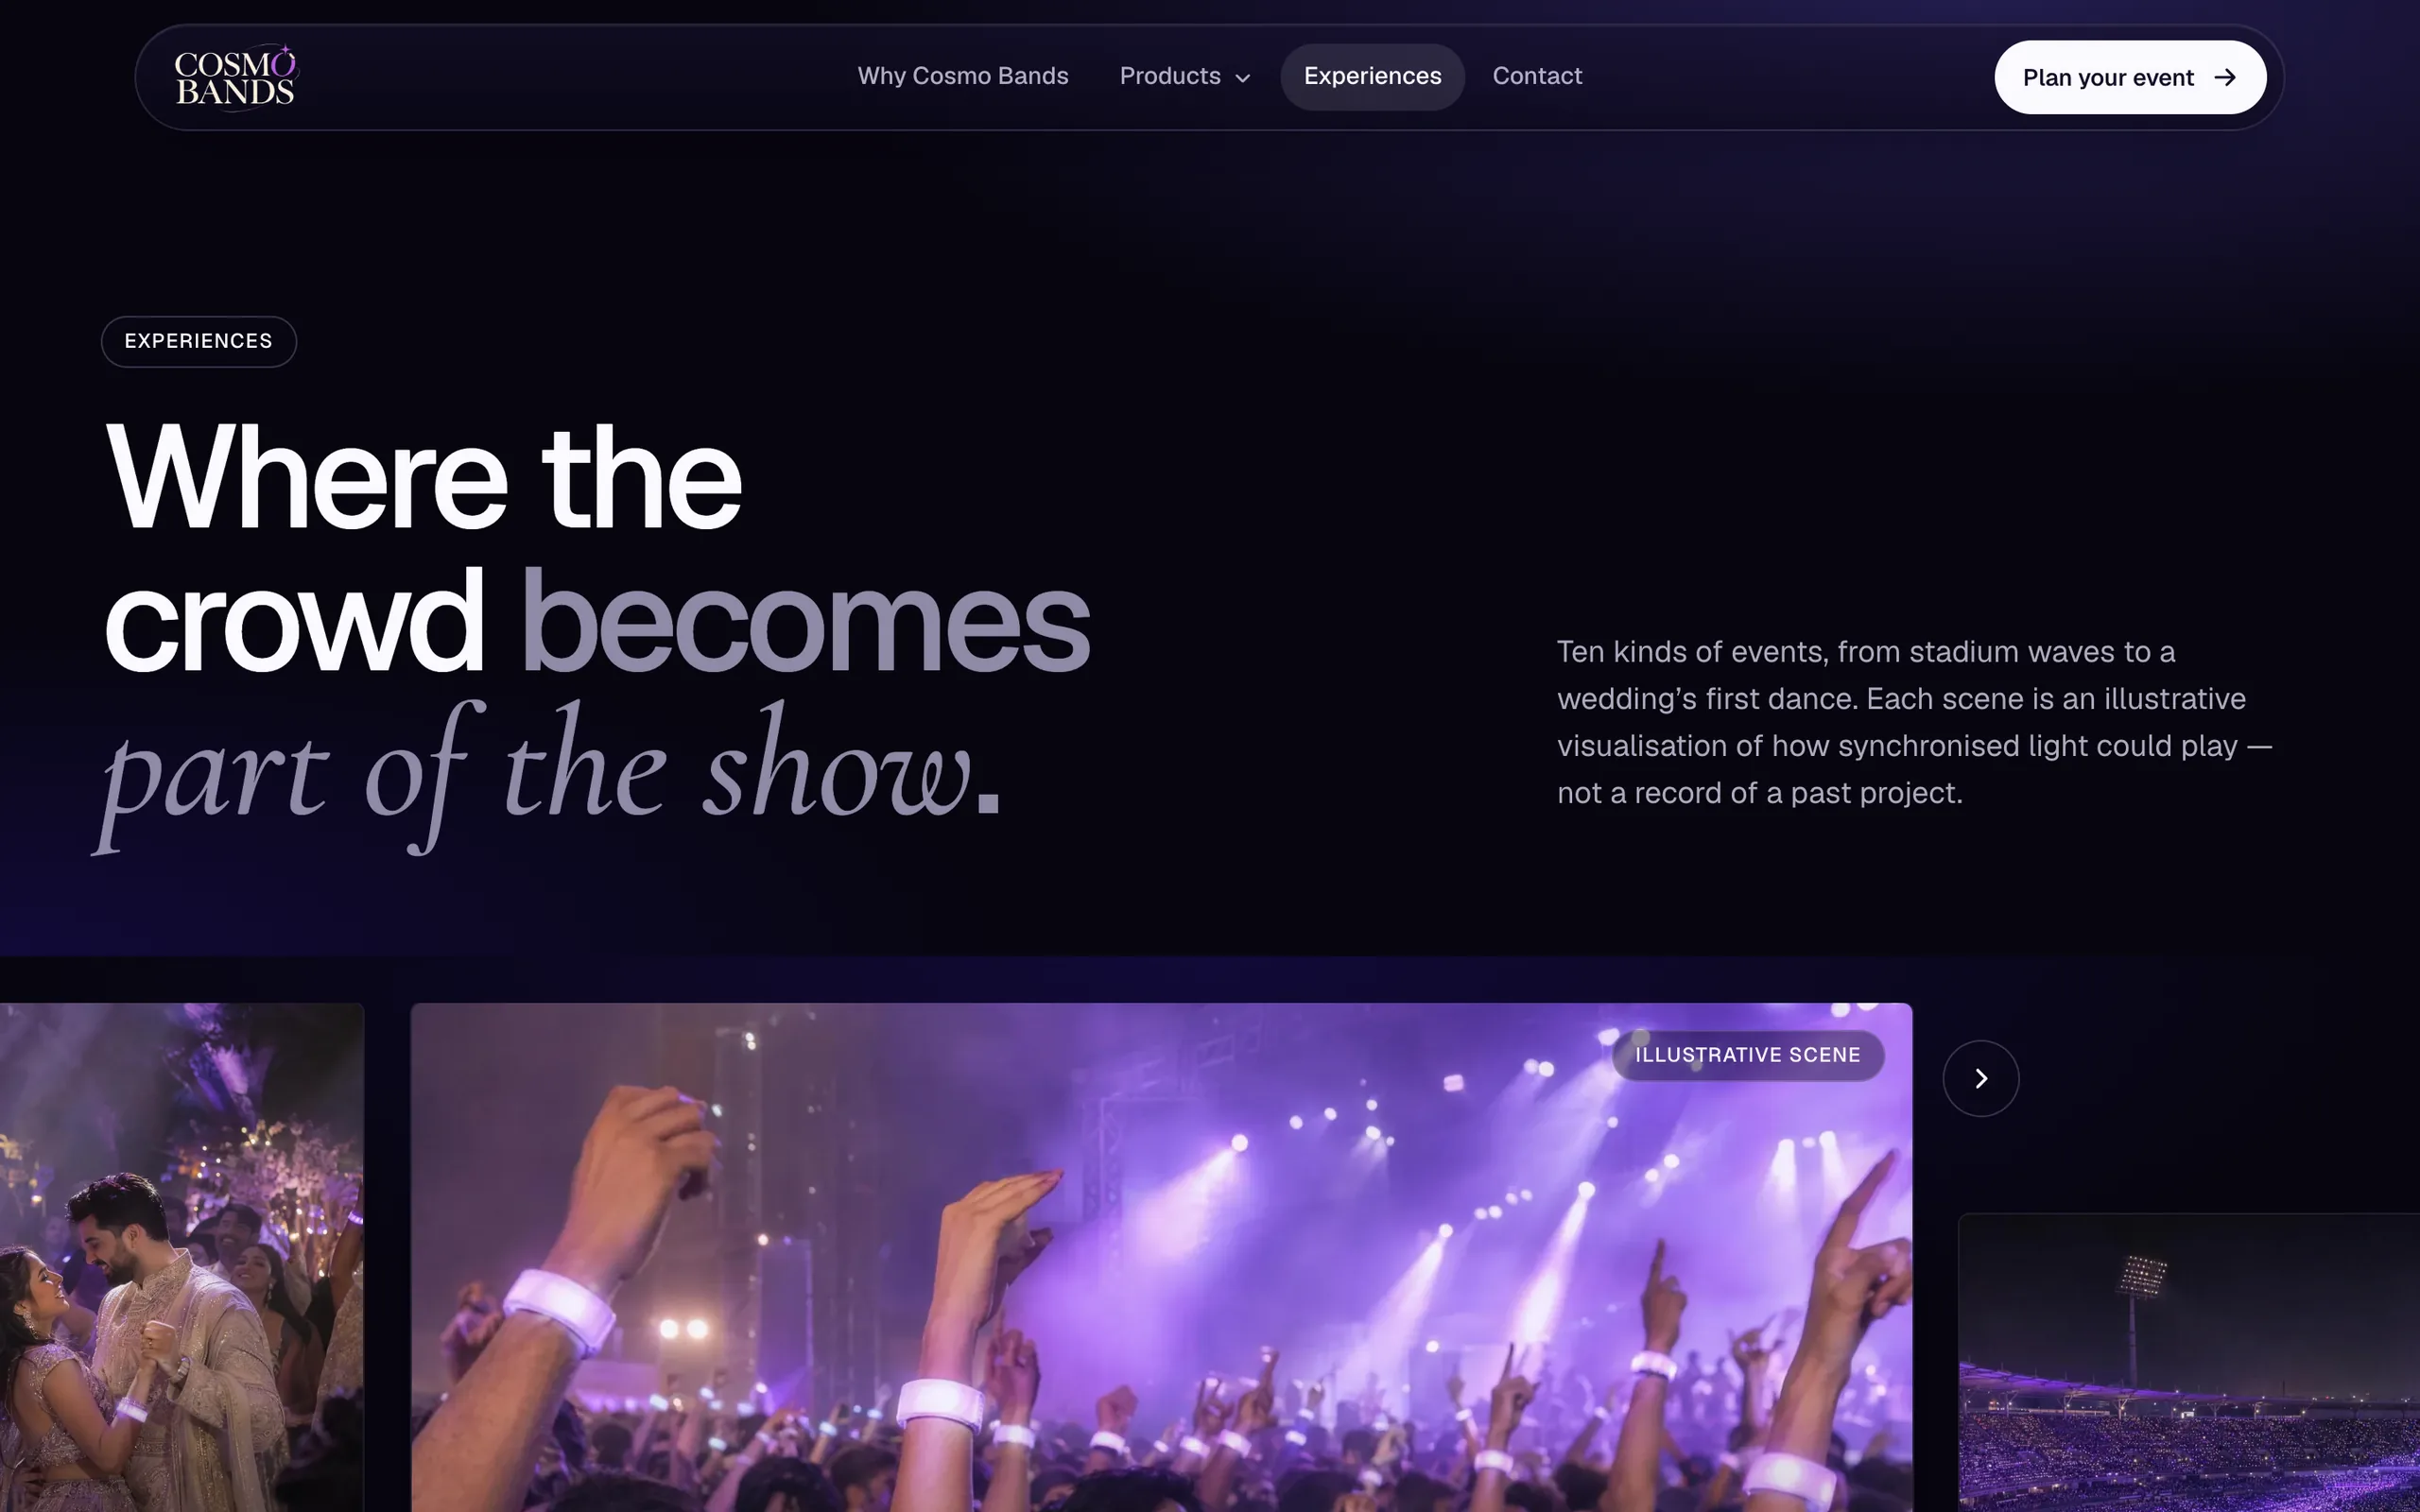 COSMO
BANDS
Why Cosmo Bands
Products
Experiences
Contact
Plan your event
EXPERIENCES
Where the
crowd becomes
part of the show.
Ten kinds of events, from stadium waves to a
wedding’s first dance. Each scene is an illustrative
visualisation of how synchronised light could play —
not a record of a past project.
ILLUSTRATIVE SCENE